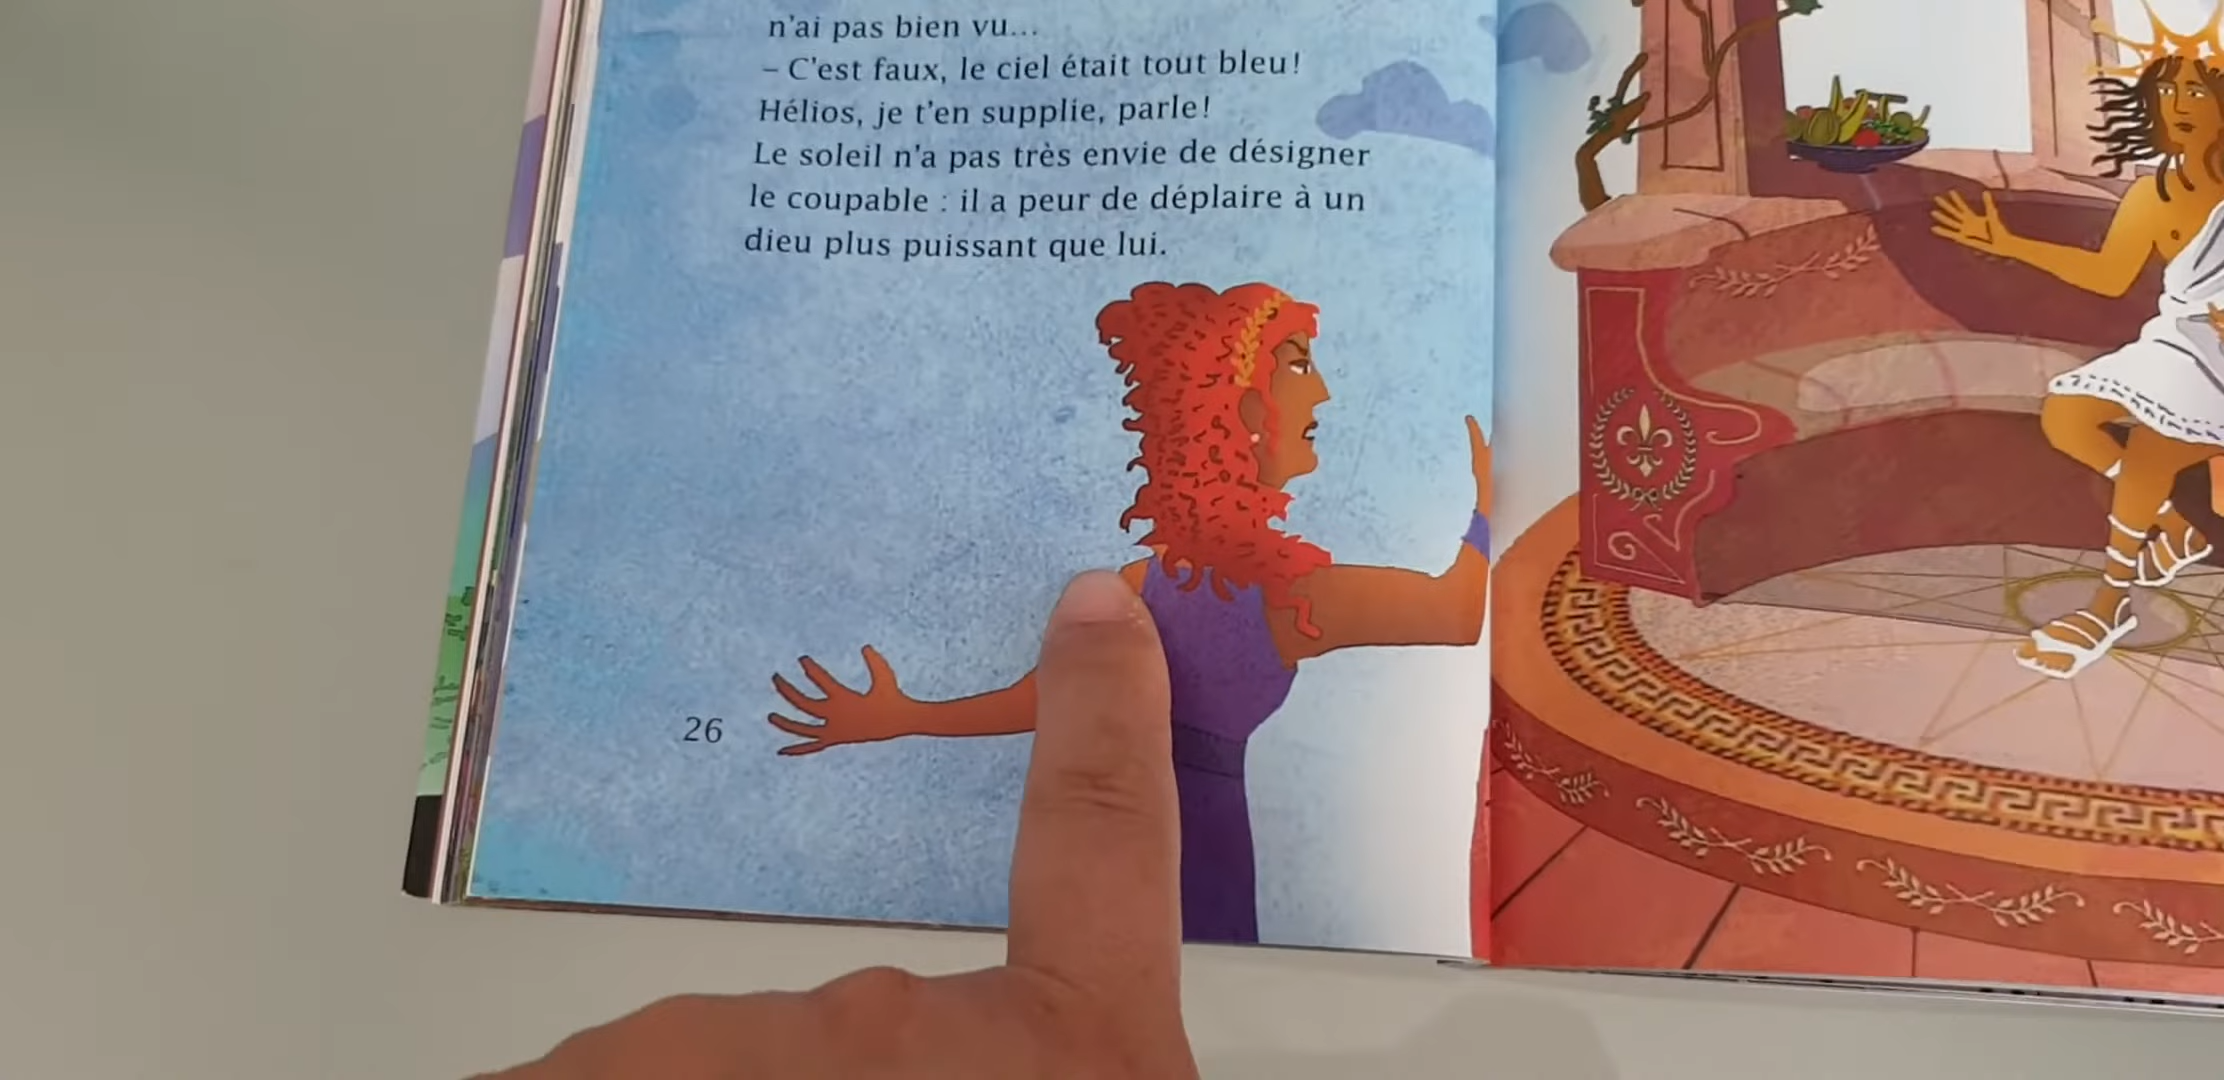 n'ai pas bien vu...
– C'est faux, le ciel était tout bleu !
Hélios, je t'en supplie, parle !
Le soleil n'a pas très envie de désigner
le coupable : il a peur de déplaire à un
dieu plus puissant que lui.
26